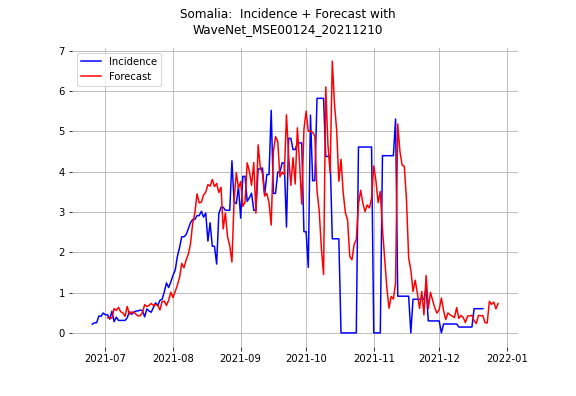 Somalia:  Incidence + Forecast with
WaveNet_MSE00124_20211210
Incidence
Forecast
7
6
5
4
3
2
1
0
2021-07 2021-08 2021-09 2021-10 2021-11 2021-12 2022-01